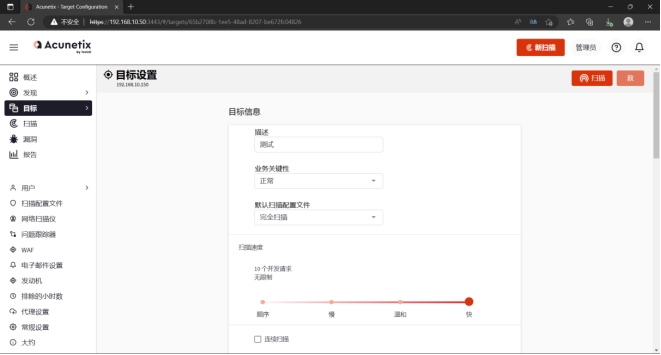 Acunetix - Target Configuration
不安全 | https://192.168.10.50:3443/#/targets/65b2708b-1ee5-48ad-8207-be672fc04826
Acunetix
by Invicti
新扫描
管理员
概述
发现
目标
扫描
漏洞
报告
用户
扫描配置文件
网络扫描仪
问题跟踪器
WAF
电子邮件设置
发动机
排除的小时数
代理设置
常规设置
大约
目标设置
192.168.10.150
扫描
目标信息
描述
测试
业务关键性
正常
默认扫描配置文件
完全扫描
扫描速度
10 个并发请求
无限制
顺序 慢 温和 快
连续扫描